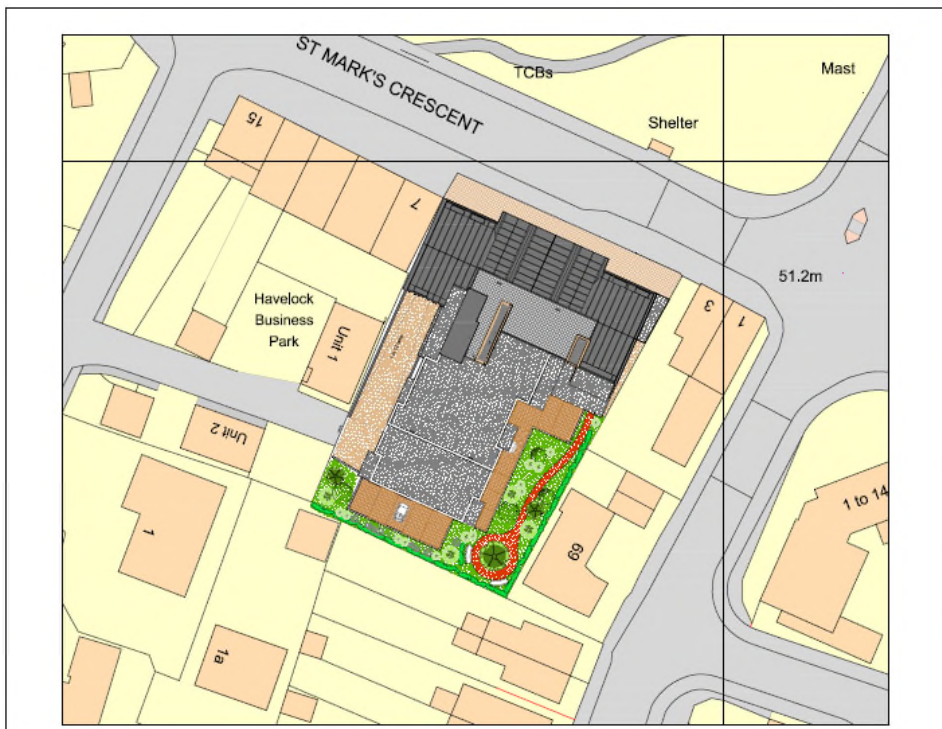 ST MARK'S CRESCENT
TCBs
Mast
Shelter
15
7
51.2m
3
1
Havelock
Business
Park
Unit 1
Unit 2
1 to 14
1
69
1a